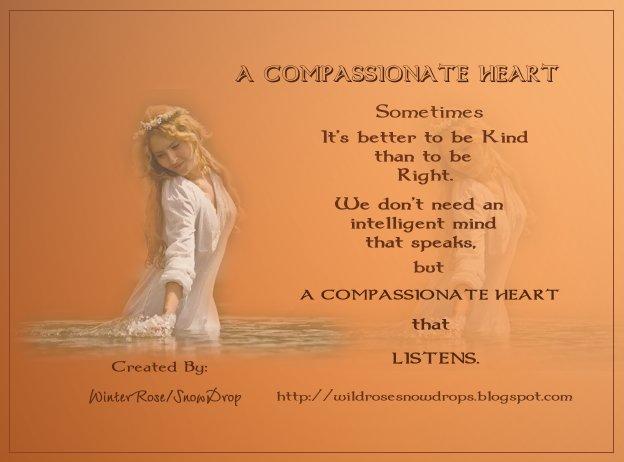 A COMPASSIONATE HEART
Sometimes
It's better to be Kind
than to be
Right.
We don't need an
intelligent mind
that speaks,
but
A COMPASSIONATE HEART
that
LISTENS.
Created By:
WinterRose/SnowDrop
http://wildrosesnowdrops.blogspot.com